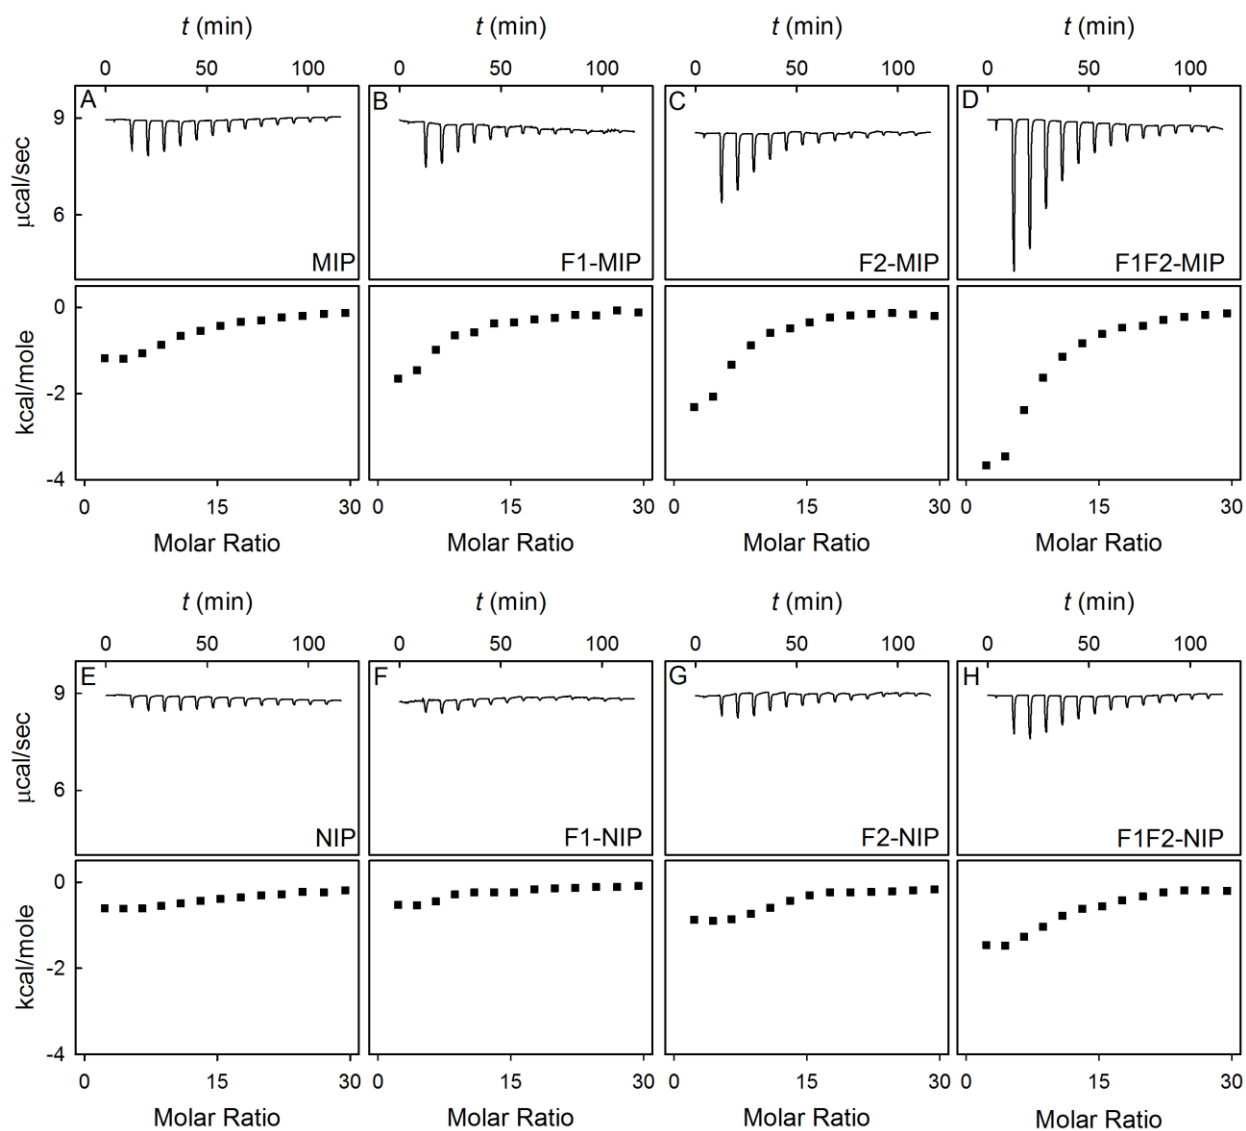 t (min) t (min) t (min) t (min)
0 50 100 0 50 100 0 50 100 0 50 100
A B C D
9
6
μcal/sec
MIP F1-MIP F2-MIP F1F2-MIP
0
-2
-4
kcal/mole
0 15 30 0 15 30 0 15 30 0 15 30
Molar Ratio Molar Ratio Molar Ratio Molar Ratio
t (min) t (min) t (min) t (min)
0 50 100 0 50 100 0 50 100 0 50 100
E F G H
9
6
μcal/sec
NIP F1-NIP F2-NIP F1F2-NIP
0
-2
-4
kcal/mole
0 15 30 0 15 30 0 15 30 0 15 30
Molar Ratio Molar Ratio Molar Ratio Molar Ratio